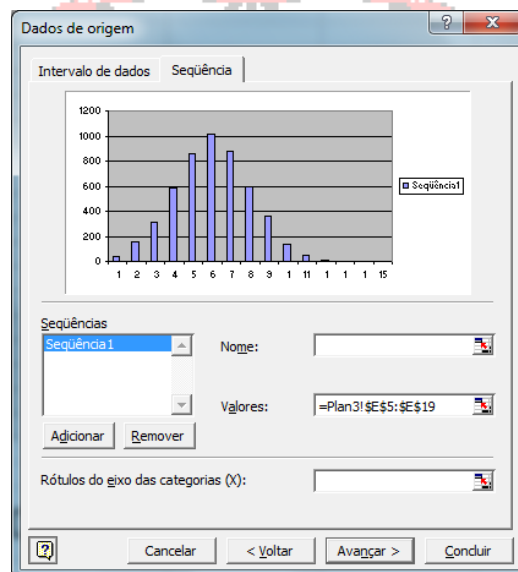 Dados de origem
Intervalo de dados Seqüência
1200
1000
800
600
400
200
0
1 2 3 4 5 6 7 8 9 1 11 1 1 1 15
Seqüência1
Seqüências
Seqüência1
Nome:
Valores: =Plan3!$E$5:$E$19
Adicionar Remover
Rótulos do eixo das categorias (X):
Cancelar < Voltar Avançar > Concluir